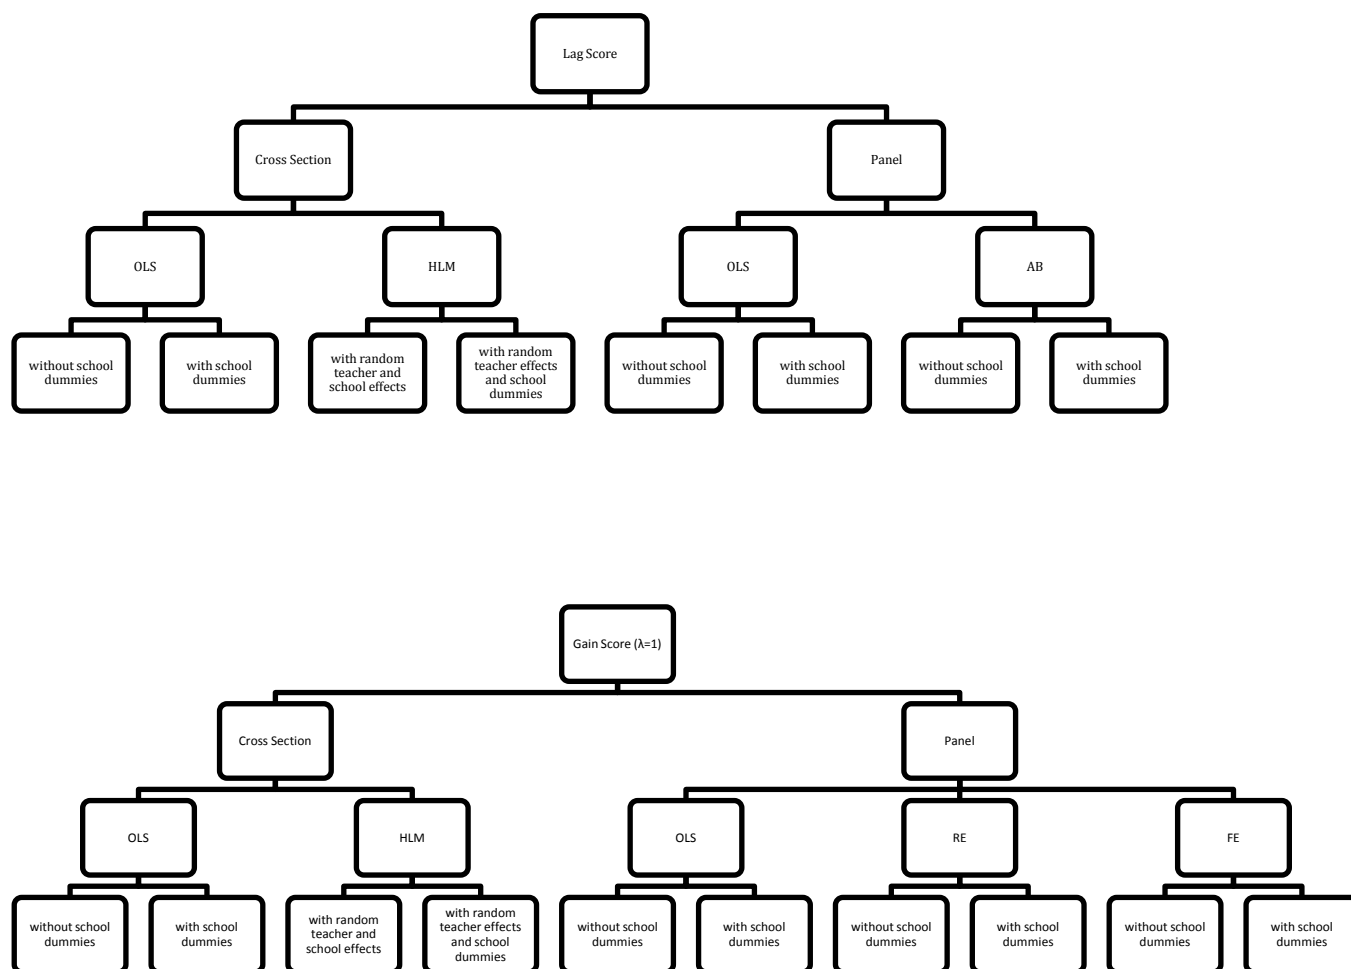 Lag Score
Cross Section
Panel
OLS
HLM
OLS
AB
without school
dummies
with school
dummies
with random
teacher and
school effects
with random
teacher effects
and school
dummies
without school
dummies
with school
dummies
without school
dummies
with school
dummies
Gain Score (λ=1)
Cross Section
Panel
OLS
HLM
OLS
RE
FE
without school
dummies
with school
dummies
with random
teacher and
school effects
with random
teacher effects
and school
dummies
without school
dummies
with school
dummies
without school
dummies
with school
dummies
without school
dummies
with school
dummies